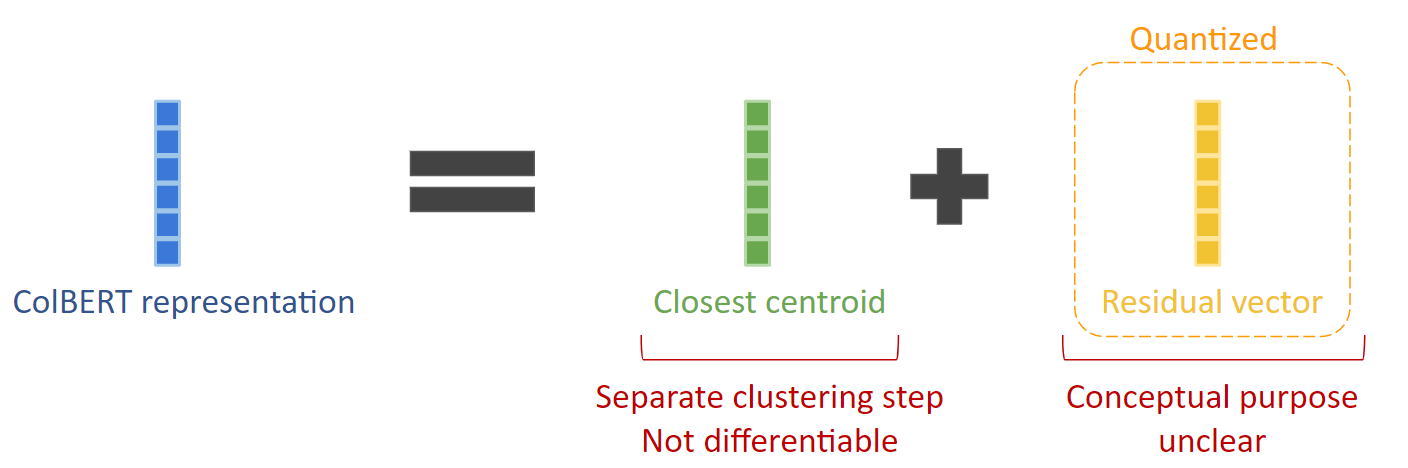 Quantized
ColBERT representation
Closest centroid
Residual vector
Separate clustering step
Not differentiable
Conceptual purpose
unclear